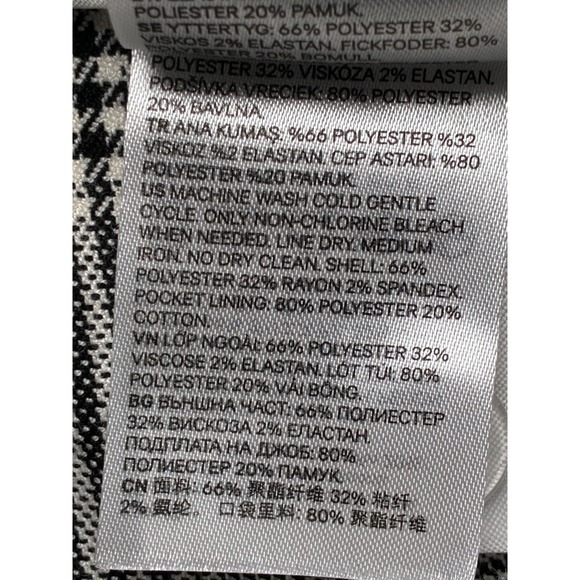 POLIESTER 20% PAMUK.
SE YTTERTYG: 66% POLYESTER 32%
VISKOS 2% ELASTAN. FICKFODER: 80%
POLYESTER 20% BOMULL.
POLYESTER 32% VISKÓZA 2% ELASTAN.
PODŠÍVKA VRECIEK: 80% POLYESTER
20% BAVLNA.
TR ANA KUMAŞ: %66 POLYESTER %32
VİSKOZ %2 ELASTAN. CEP ASTARI: %80
POLYESTER %20 PAMUK.
US MACHINE WASH COLD GENTLE
CYCLE. ONLY NON-CHLORINE BLEACH
WHEN NEEDED. LINE DRY. MEDIUM
IRON. NO DRY CLEAN. SHELL: 66%
POLYESTER 32% RAYON 2% SPANDEX.
POCKET LINING: 80% POLYESTER 20%
COTTON.
VN LỚP NGOÀI: 66% POLYESTER 32%
VISCOSE 2% ELASTAN. LÓT TÚI: 80%
POLYESTER 20% VẢI BÔNG.
BG ВЪНШНА ЧАСТ: 66% ПОЛИЕСТЕР
32% ВИСКОЗА 2% ЕЛАСТАН.
ПОДПЛАТА НА ДЖОБ: 80%
ПОЛИЕСТЕР 20% ПАМУК.
CN 面料: 66% 聚酯纤维 32% 粘纤
2% 氨纶。 口袋里料: 80% 聚酯纤维